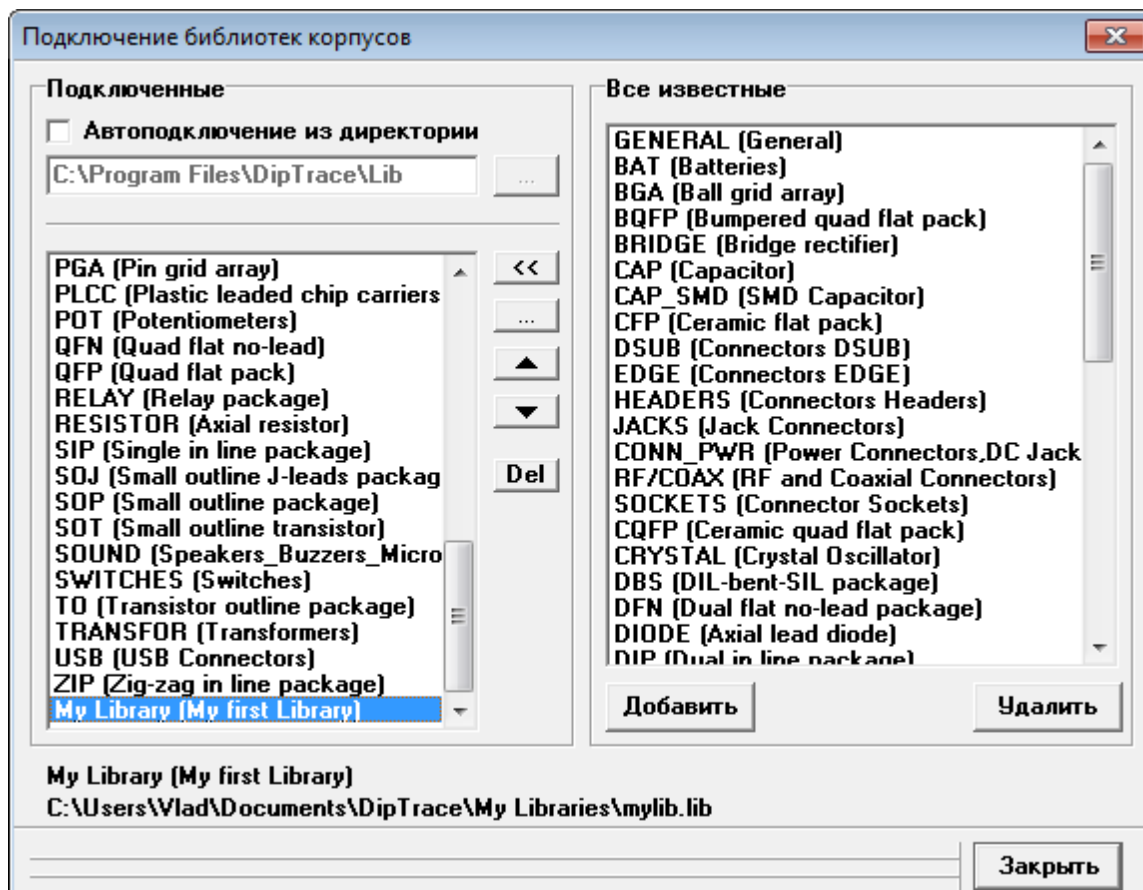 Подключение библиотек корпусов
Подключенные
Автоподключение из директории
C:\Program Files\DipTrace\Lib
...
PGA (Pin grid array)
PLCC (Plastic leaded chip carriers
POT (Potentiometers)
QFN (Quad flat no-lead)
QFP (Quad flat pack)
RELAY (Relay package)
RESISTOR (Axial resistor)
SIP (Single in line package)
SOJ (Small outline J-leads packag
SOP (Small outline package)
SOT (Small outline transistor)
SOUND (Speakers_Buzzers_Micro
SWITCHES (Switches)
TO (Transistor outline package)
TRANSFOR (Transformers)
USB (USB Connectors)
ZIP (Zig-zag in line package)
My Library (My first Library)
<<
...
Del
Все известные
GENERAL (General)
BAT (Batteries)
BGA (Ball grid array)
BQFP (Bumpered quad flat pack)
BRIDGE (Bridge rectifier)
CAP (Capacitor)
CAP_SMD (SMD Capacitor)
CFP (Ceramic flat pack)
DSUB (Connectors DSUB)
EDGE (Connectors EDGE)
HEADERS (Connectors Headers)
JACKS (Jack Connectors)
CONN_PWR (Power Connectors,DC Jack
RF/COAX (RF and Coaxial Connectors)
SOCKETS (Connector Sockets)
CQFP (Ceramic quad flat pack)
CRYSTAL (Crystal Oscillator)
DBS (DIL-bent-SIL package)
DFN (Dual flat no-lead package)
DIODE (Axial lead diode)
DIP (Dual in line package)
Добавить
Удалить
My Library (My first Library)
C:\Users\Vlad\Documents\DipTrace\My Libraries\mylib.lib
Закрыть